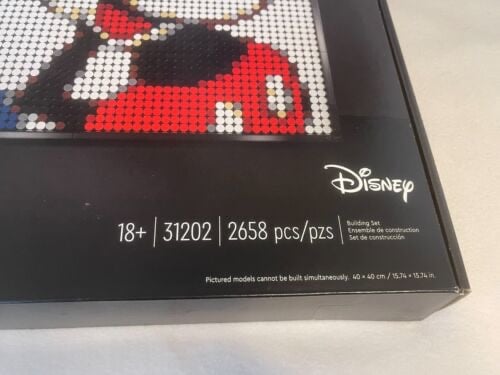 Disney
18+ | 31202 | 2658 pcs/pzs
Building Set
Ensemble de construction
Set de construcción
Pictured models cannot be built simultaneously. 40 x 40 cm / 15.74 x 15.74 in.